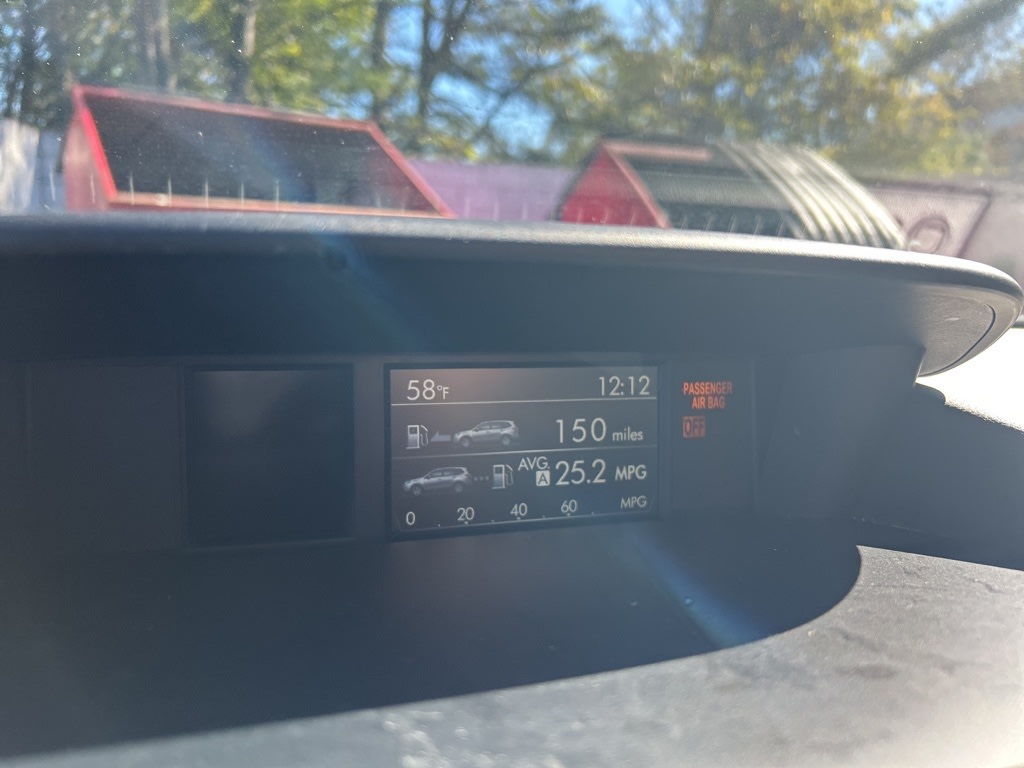 58°F 12:12
150 miles
AVG.
A 25.2 MPG
0 20 40 60 MPG
PASSENGER
AIR BAG
OFF